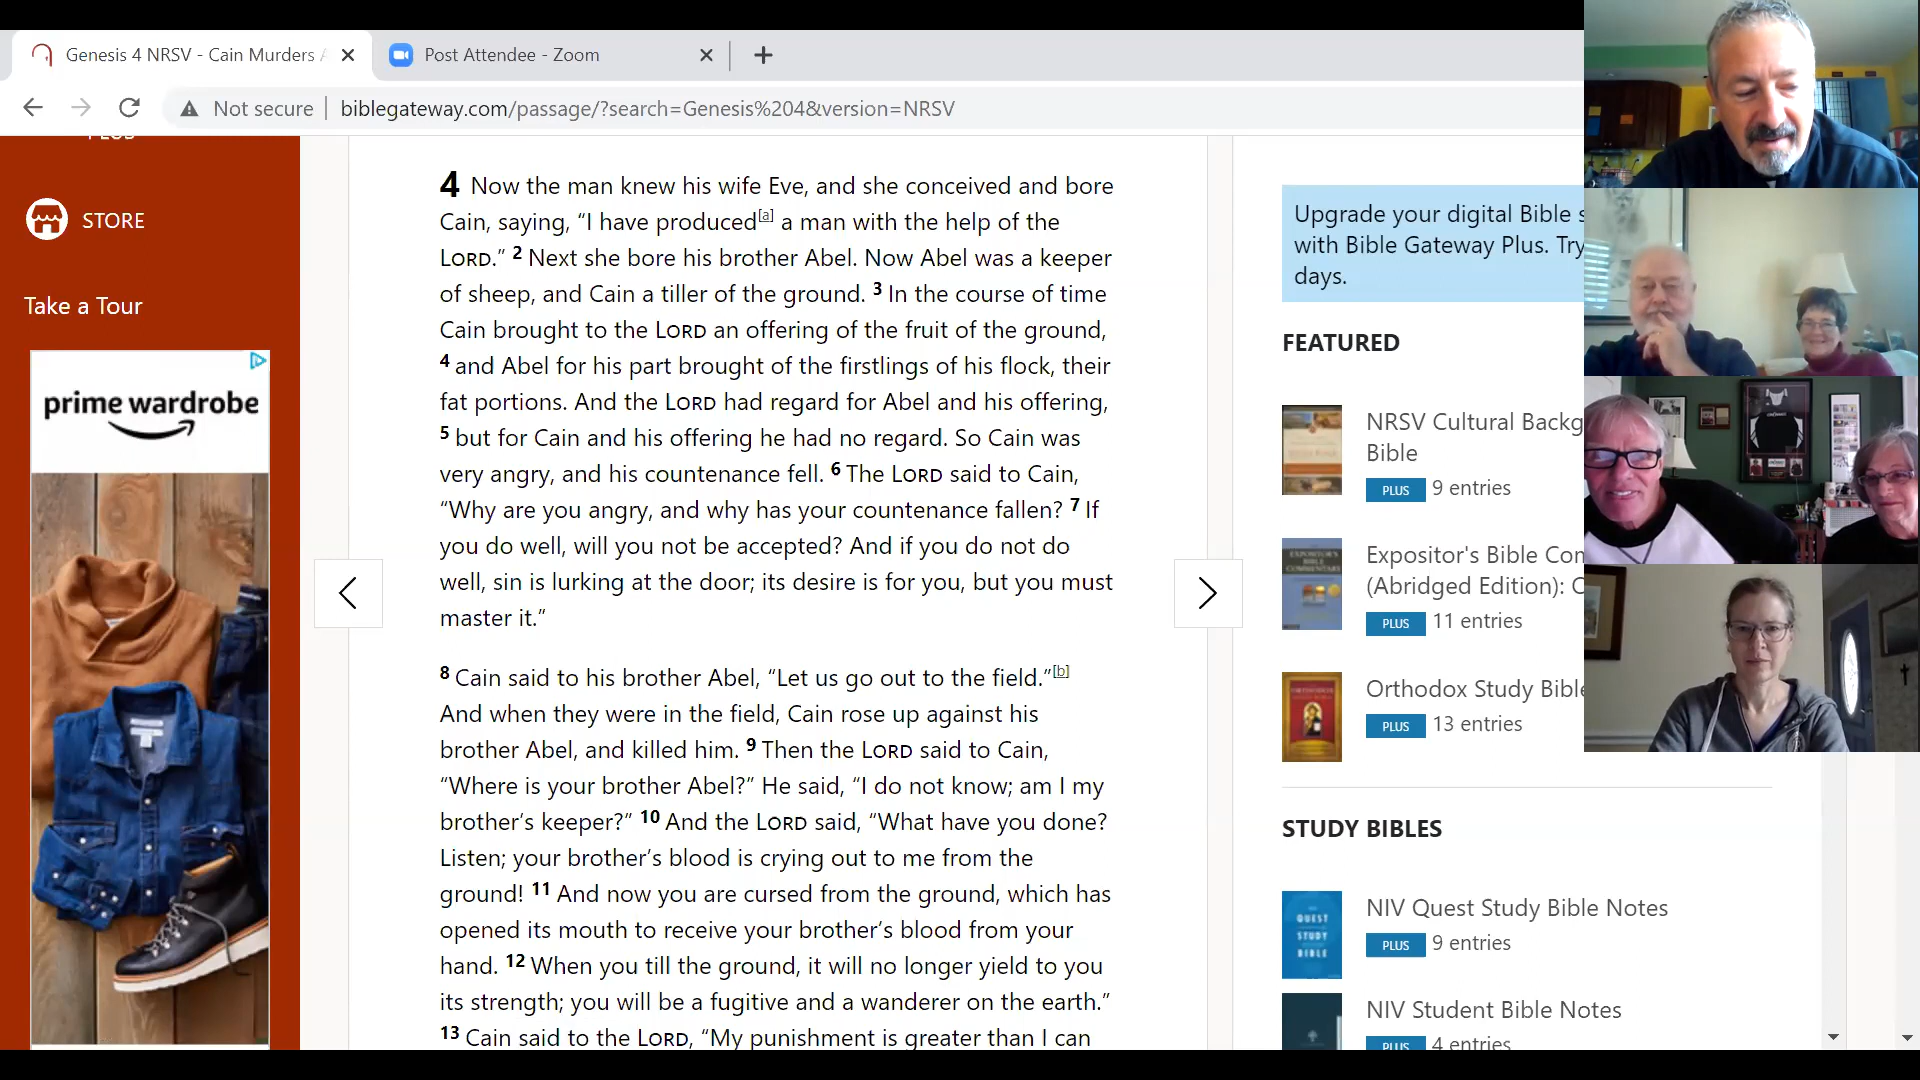 Genesis 4 NRSV - Cain Murders
Post Attendee - Zoom
Not secure
biblegateway.com/passage/?search=Genesis%204&version=NRSV
PLUS
STORE
Take a Tour
prime wardrobe
4 Now the man knew his wife Eve, and she conceived and bore
Cain, saying, “I have produced[a] a man with the help of the
LORD.” 2 Next she bore his brother Abel. Now Abel was a keeper
of sheep, and Cain a tiller of the ground. 3 In the course of time
Cain brought to the LORD an offering of the fruit of the ground,
4 and Abel for his part brought of the firstlings of his flock, their
fat portions. And the LORD had regard for Abel and his offering,
5 but for Cain and his offering he had no regard. So Cain was
very angry, and his countenance fell. 6 The LORD said to Cain,
“Why are you angry, and why has your countenance fallen? 7 If
you do well, will you not be accepted? And if you do not do
well, sin is lurking at the door; its desire is for you, but you must
master it.”
8 Cain said to his brother Abel, “Let us go out to the field.”[b]
And when they were in the field, Cain rose up against his
brother Abel, and killed him. 9 Then the LORD said to Cain,
“Where is your brother Abel?” He said, “I do not know; am I my
brother’s keeper?” 10 And the LORD said, “What have you done?
Listen; your brother’s blood is crying out to me from the
ground! 11 And now you are cursed from the ground, which has
opened its mouth to receive your brother’s blood from your
hand. 12 When you till the ground, it will no longer yield to you
its strength; you will be a fugitive and a wanderer on the earth.”
13 Cain said to the LORD, “My punishment is greater than I can
Upgrade your digital Bible s
with Bible Gateway Plus. Try
days.
FEATURED
NRSV Cultural Backg
Bible
PLUS 9 entries
Expositor's Bible Com
(Abridged Edition):
PLUS 11 entries
Orthodox Study Bible
PLUS 13 entries
STUDY BIBLES
QUEST
STUDY
BIBLE
NIV Quest Study Bible Notes
PLUS 9 entries
NIV Student Bible Notes
PLUS 4 entries